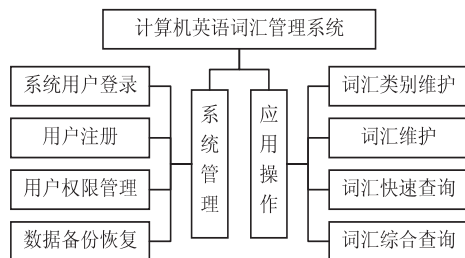 计算机英语词汇管理系统
系统用户登录
用户注册
用户权限管理
数据备份恢复
系统管理
应用操作
词汇类别维护
词汇维护
词汇快速查询
词汇综合查询